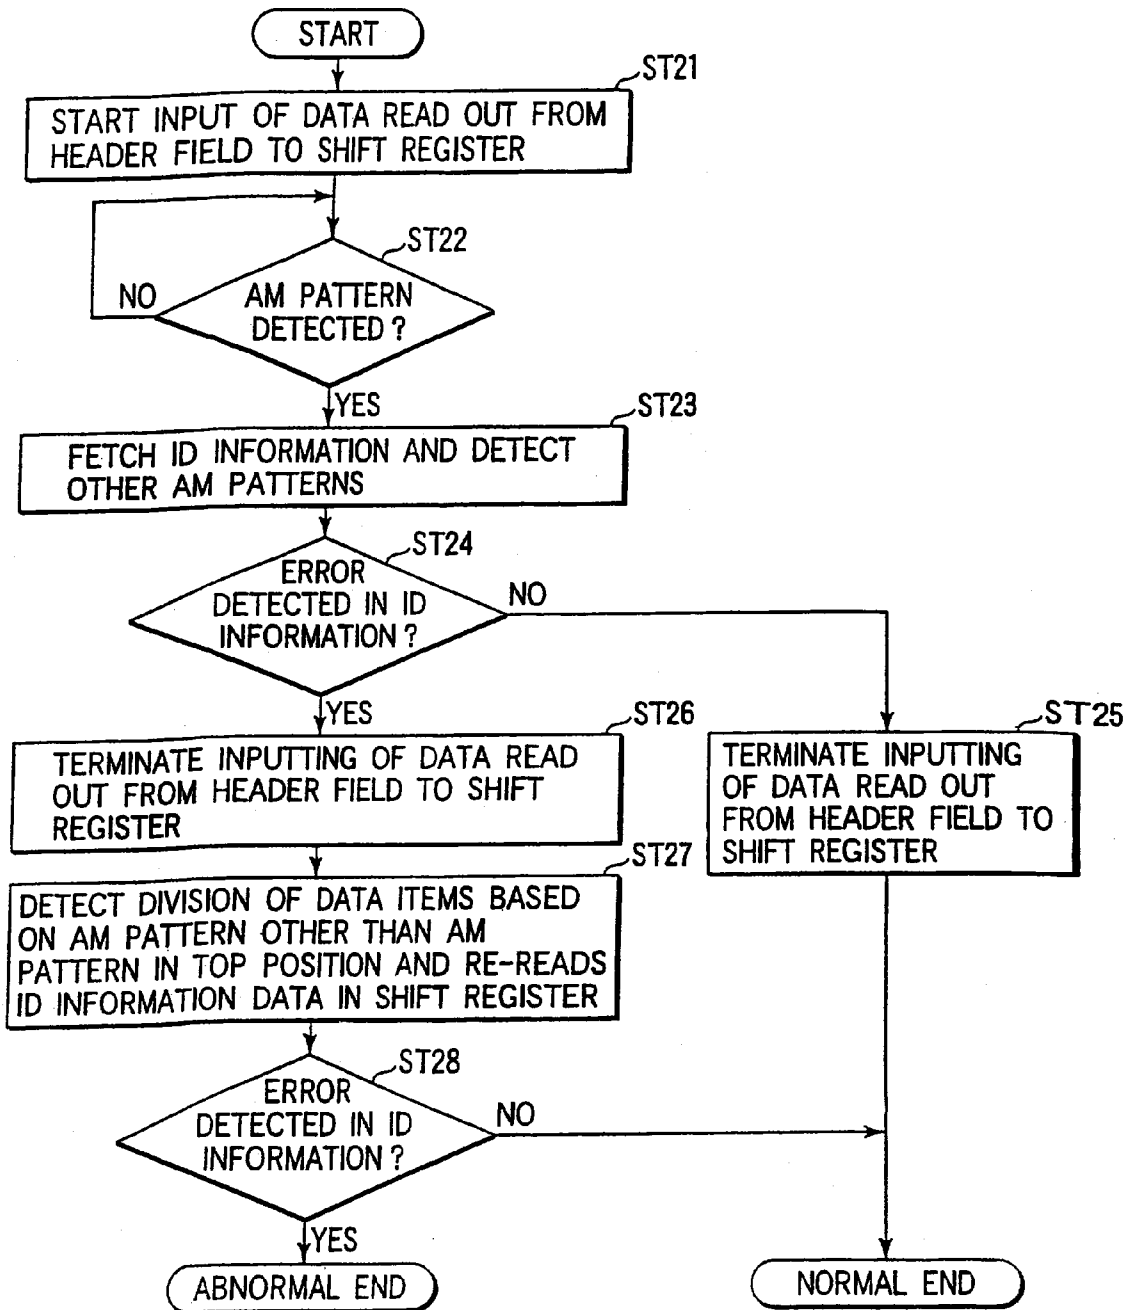 START
ST21
START INPUT OF DATA READ OUT FROM
HEADER FIELD TO SHIFT REGISTER
ST22
NO
AM PATTERN
DETECTED?
YES
ST23
FETCH ID INFORMATION AND DETECT
OTHER AM PATTERNS
ST24
ERROR
DETECTED IN ID
INFORMATION?
NO
YES
ST26
TERMINATE INPUTTING OF DATA READ
OUT FROM HEADER FIELD TO SHIFT
REGISTER
ST25
TERMINATE INPUTTING
OF DATA READ OUT
FROM HEADER FIELD TO
SHIFT REGISTER
ST27
DETECT DIVISION OF DATA ITEMS BASED
ON AM PATTERN OTHER THAN AM
PATTERN IN TOP POSITION AND RE-READS
ID INFORMATION DATA IN SHIFT REGISTER
ST28
ERROR
DETECTED IN ID
INFORMATION?
NO
YES
ABNORMAL END
NORMAL END